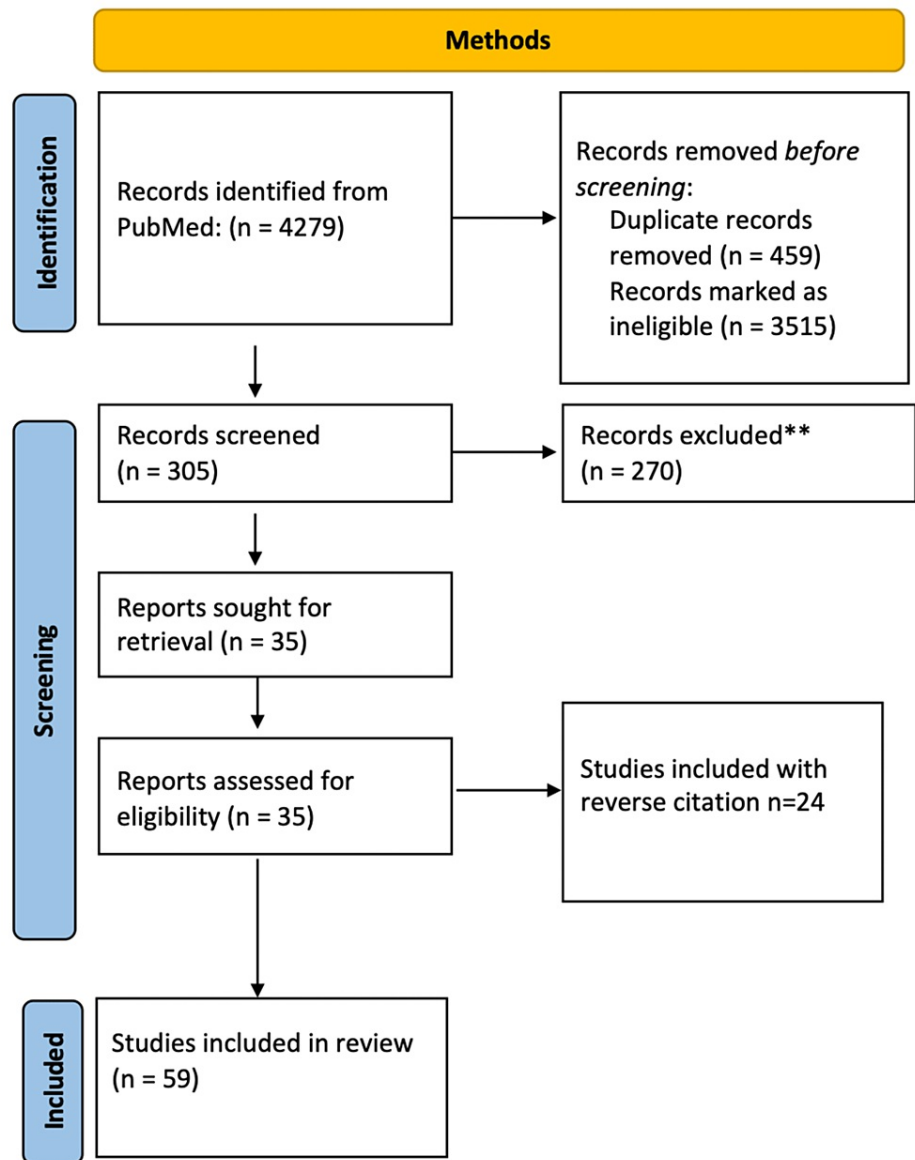 Methods
Identification
Records identified from
PubMed: (n = 4279)
Records removed before
screening:
Duplicate records
removed (n = 459)
Records marked as
ineligible (n = 3515)
Screening
Records screened
(n = 305)
Records excluded**
(n = 270)
Reports sought for
retrieval (n = 35)
Reports assessed for
eligibility (n = 35)
Studies included with
reverse citation n=24
Included
Studies included in review
(n = 59)